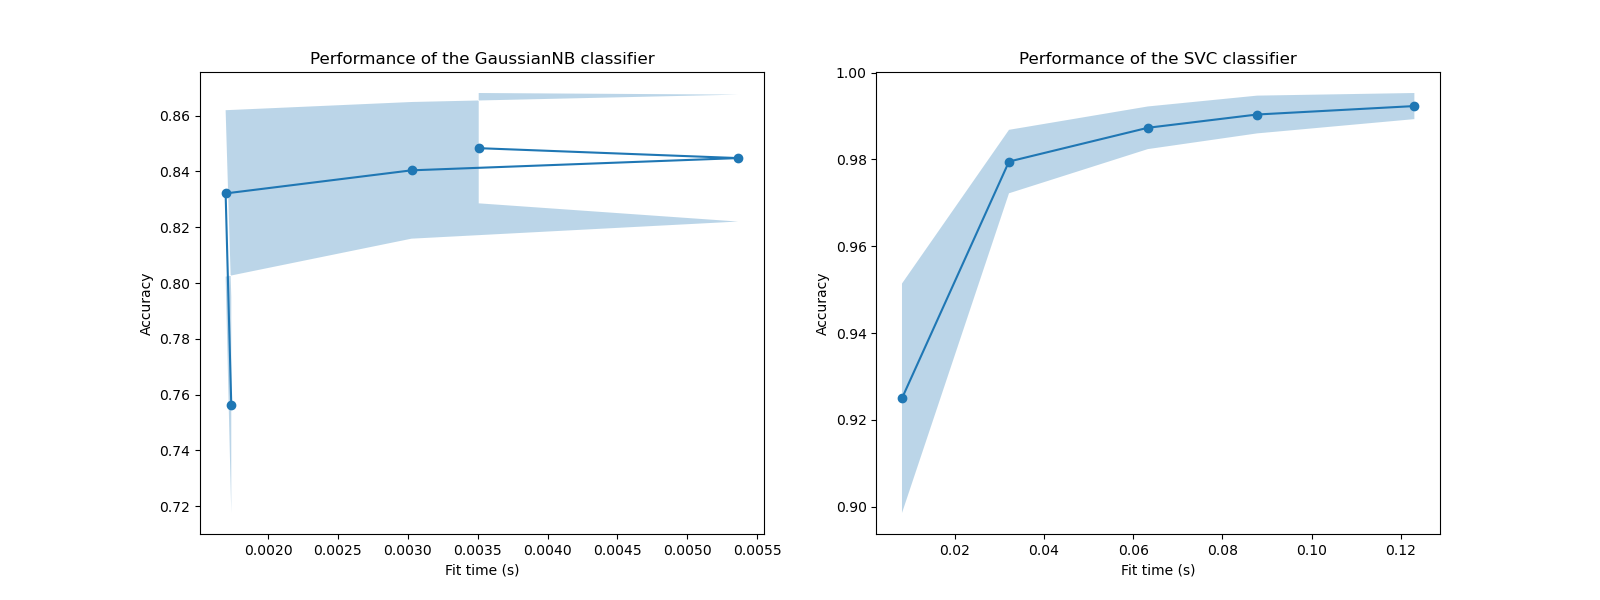 Performance of the GaussianNB classifier
0.86
0.84
0.82
0.80
0.78
0.76
0.74
0.72
Accuracy
0.0020 0.0025 0.0030 0.0035 0.0040 0.0045 0.0050 0.0055
Fit time (s)
Performance of the SVC classifier
1.00
0.98
0.96
0.94
0.92
0.90
Accuracy
0.02 0.04 0.06 0.08 0.10 0.12
Fit time (s)